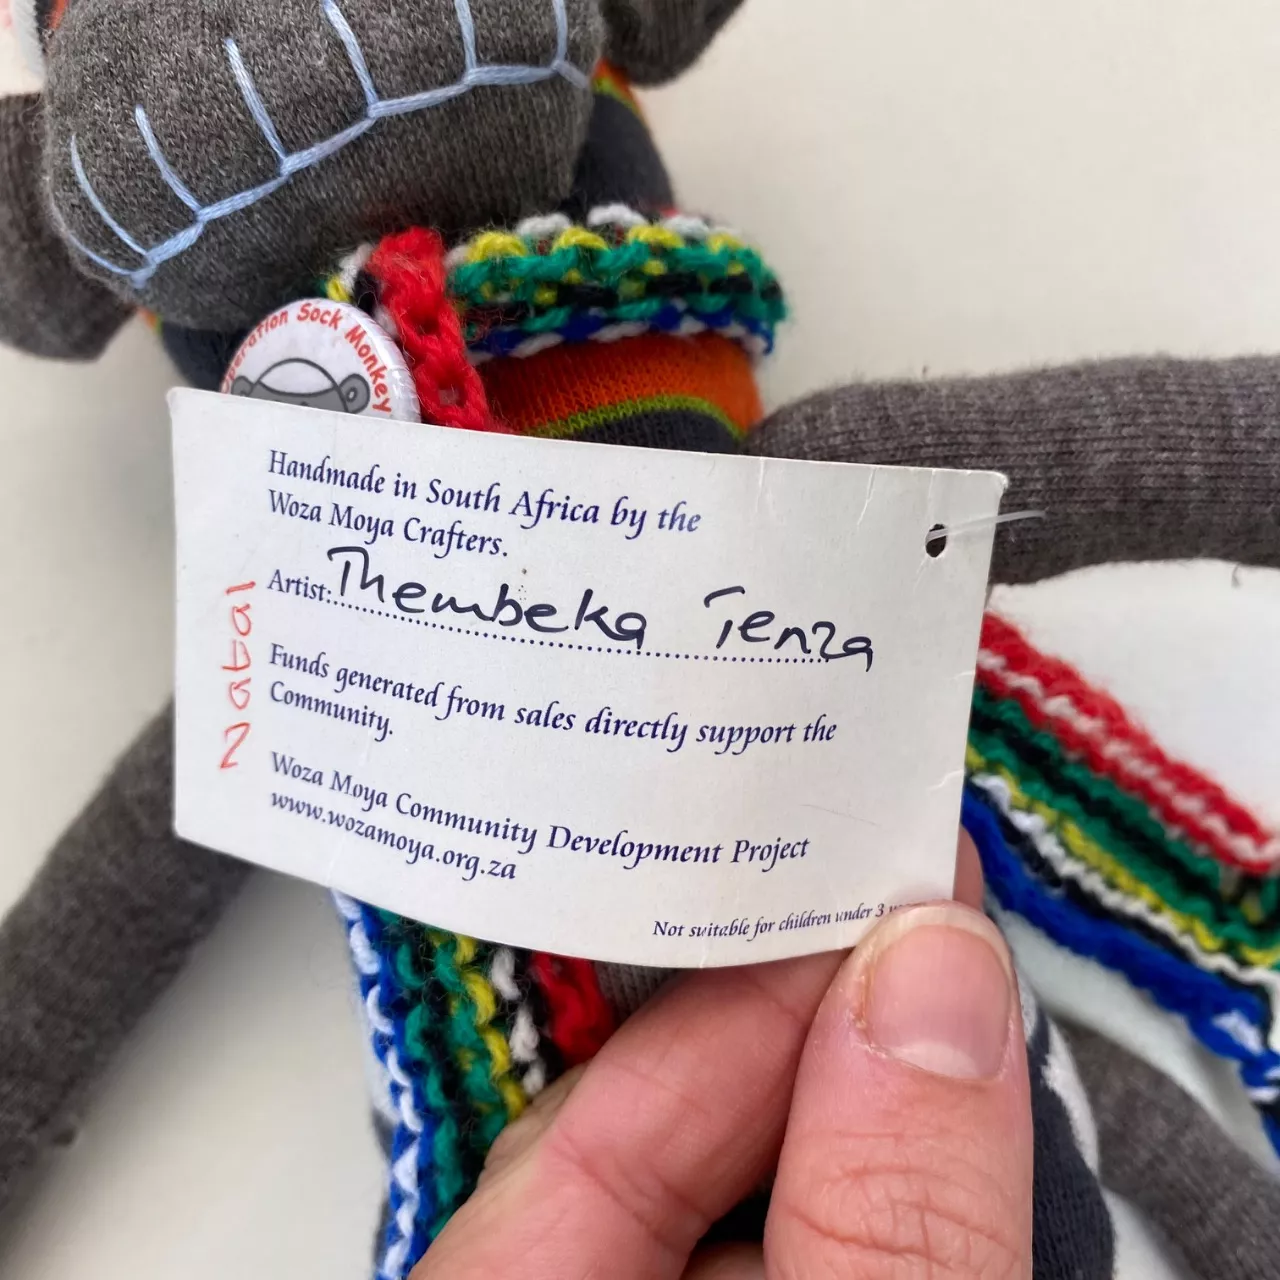 Operation Sock Monkey
Handmade in South Africa by the
Woza Moya Crafters.
Artist: Thembeka Tenza
Funds generated from sales directly support the
Community.
Woza Moya Community Development Project
www.wozamoya.org.za
Not suitable for children under 3